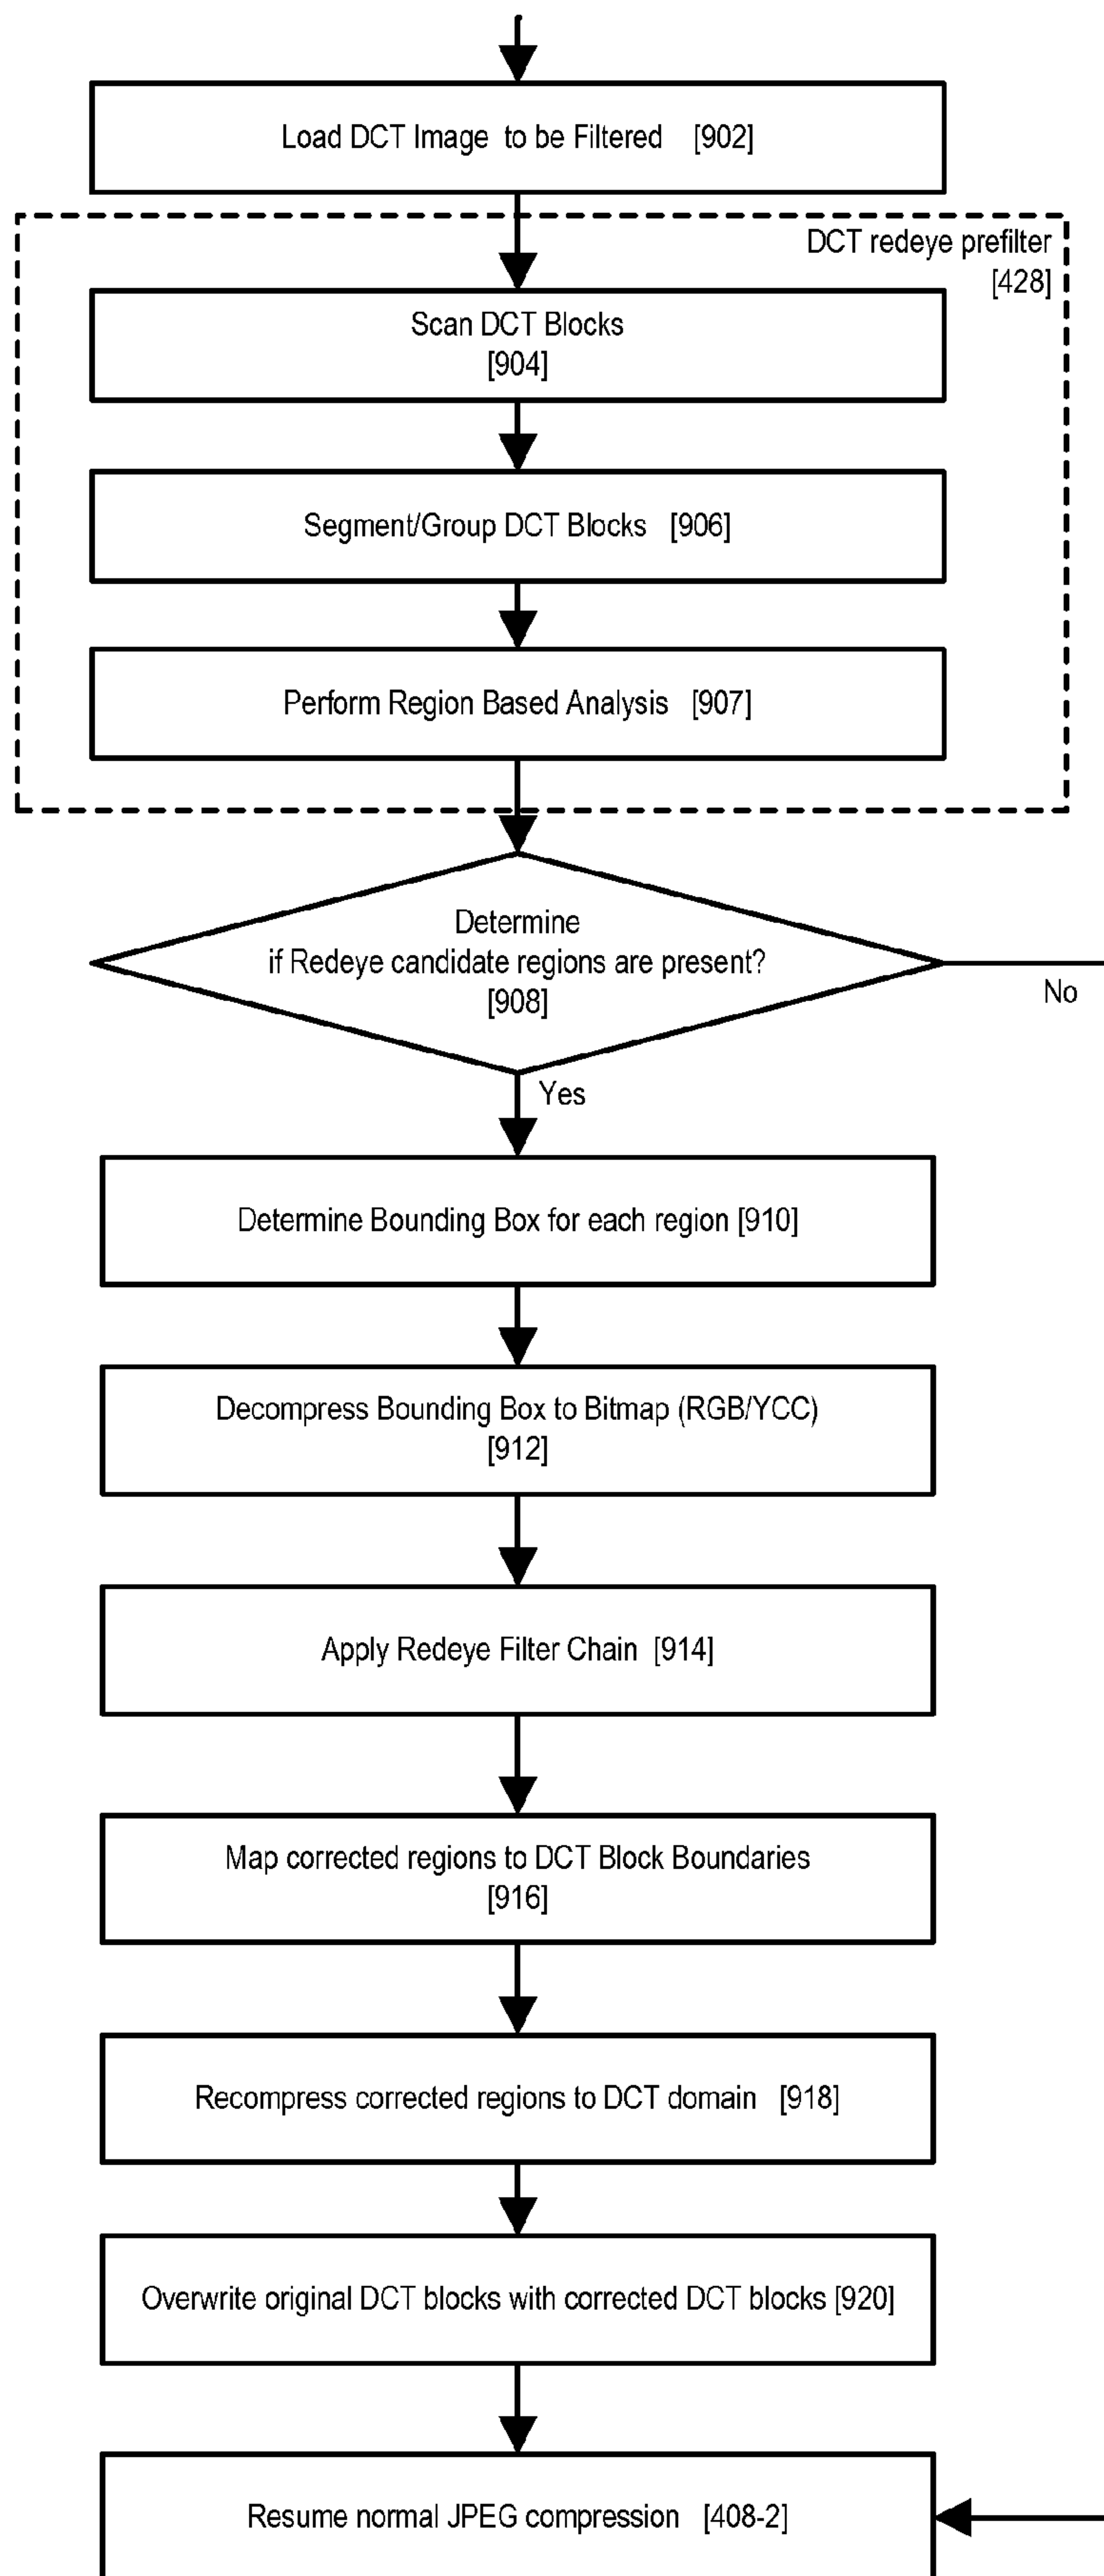 Load DCT Image to be Filtered [902]
DCT redeye prefilter
[428]
Scan DCT Blocks
[904]
Segment/Group DCT Blocks [906]
Perform Region Based Analysis [907]
Determine
if Redeye candidate regions are present?
[908]
No
Yes
Determine Bounding Box for each region [910]
Decompress Bounding Box to Bitmap (RGB/YCC)
[912]
Apply Redeye Filter Chain [914]
Map corrected regions to DCT Block Boundaries
[916]
Recompress corrected regions to DCT domain [918]
Overwrite original DCT blocks with corrected DCT blocks [920]
Resume normal JPEG compression [408-2]